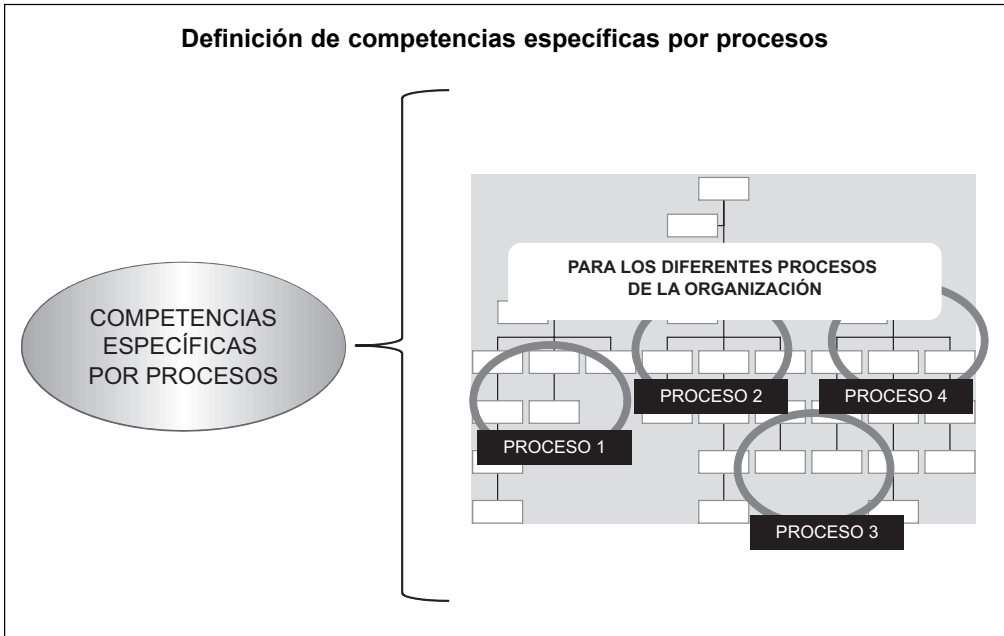 Definición de competencias específicas por procesos
COMPETENCIAS
ESPECÍFICAS
POR PROCESOS
PARA LOS DIFERENTES PROCESOS
DE LA ORGANIZACIÓN
PROCESO 2
PROCESO 4
PROCESO 1
PROCESO 3